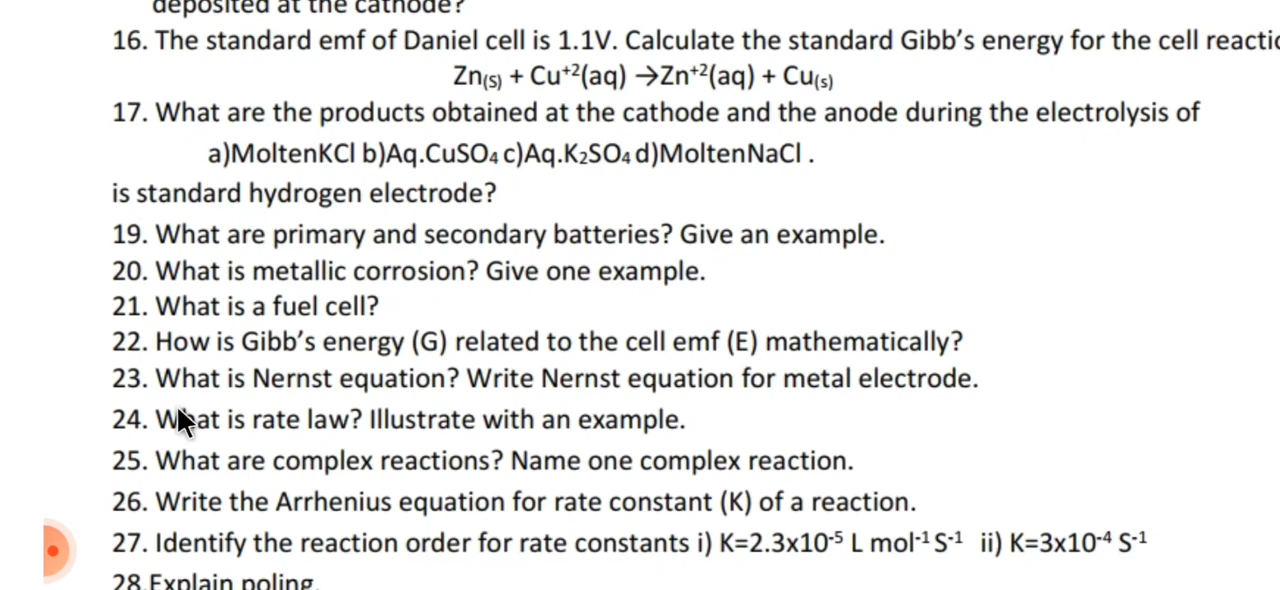 deposited at the cathode?
16. The standard emf of Daniel cell is 1.1V. Calculate the standard Gibb's energy for the cell
Zn(s) + Cu⁺²(aq) →Zn⁺²(aq) + Cu(s)
17. What are the products obtained at the cathode and the anode during the electrolysis of
a)MoltenKCl b)Aq.CuSO₄ c)Aq.K₂SO₄ d)MoltenNaCl .
is standard hydrogen electrode?
19. What are primary and secondary batteries? Give an example.
20. What is metallic corrosion? Give one example.
21. What is a fuel cell?
22. How is Gibb's energy (G) related to the cell emf (E) mathematically?
23. What is Nernst equation? Write Nernst equation for metal electrode.
24. What is rate law? Illustrate with an example.
25. What are complex reactions? Name one complex reaction.
26. Write the Arrhenius equation for rate constant (K) of a reaction.
27. Identify the reaction order for rate constants i) K=2.3x10⁻⁵ L mol⁻¹ S⁻¹ ii) K=3x10⁻⁴ S⁻¹
28.Explain poling.